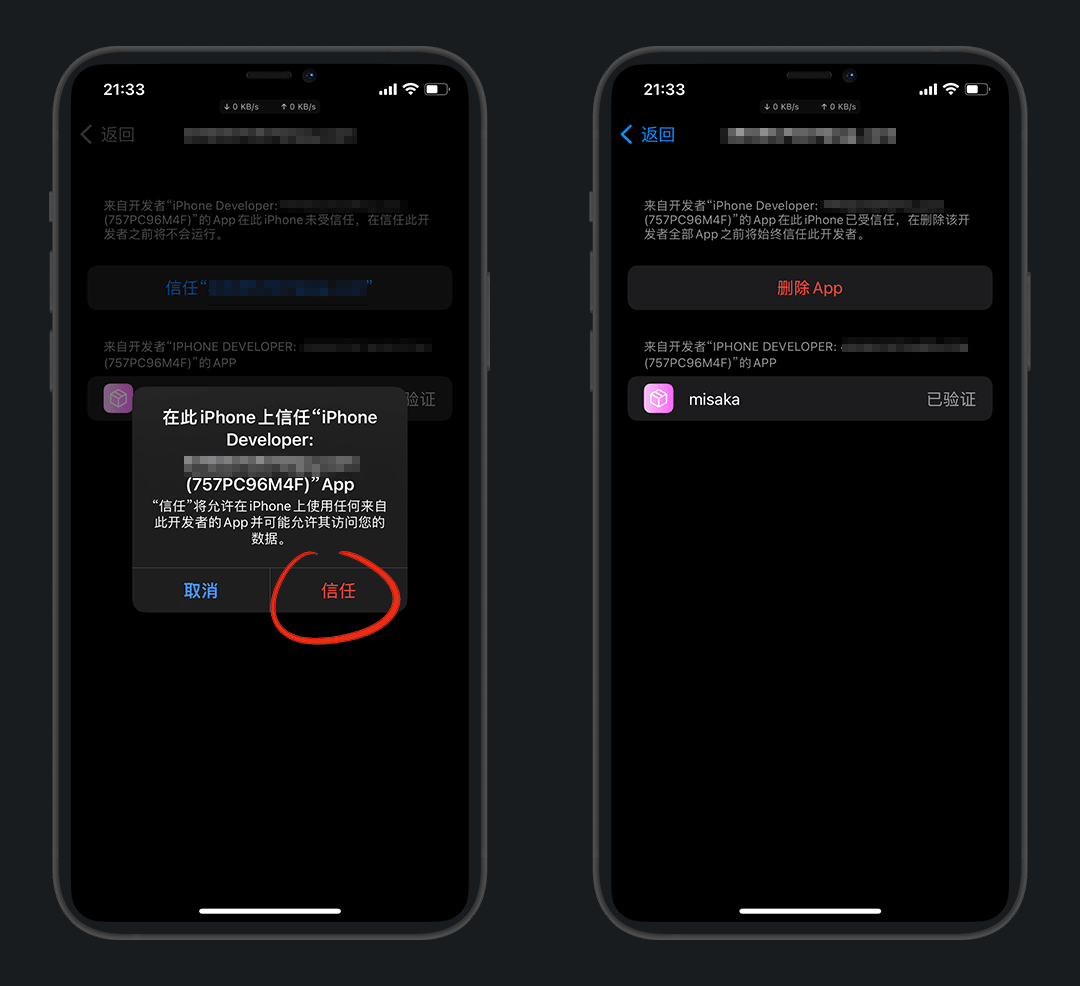 21:33
↓ 0 KB/s ↑ 0 KB/s
返回
来自开发者“iPhone Developer:
(757PC96M4F)”的 App 在此 iPhone 未受信任，在信任此开
发者之前将不会运行。
信任“ ”
来自开发者“IPHONE DEVELOPER:
(757PC96M4F)”的 APP
验证
在此 iPhone 上信任“iPhone
Developer:
(757PC96M4F)” App
“信任”将允许在 iPhone 上使用任何来自
此开发者的 App 并可能允许其访问您的
数据。
取消
信任
21:33
↓ 0 KB/s ↑ 0 KB/s
返回
来自开发者“iPhone Developer:
(757PC96M4F)”的 App 在此 iPhone 已受信任，在删除该开
发者全部 App 之前将始终信任此开发者。
删除 App
来自开发者“IPHONE DEVELOPER:
(757PC96M4F)”的 APP
misaka
已验证